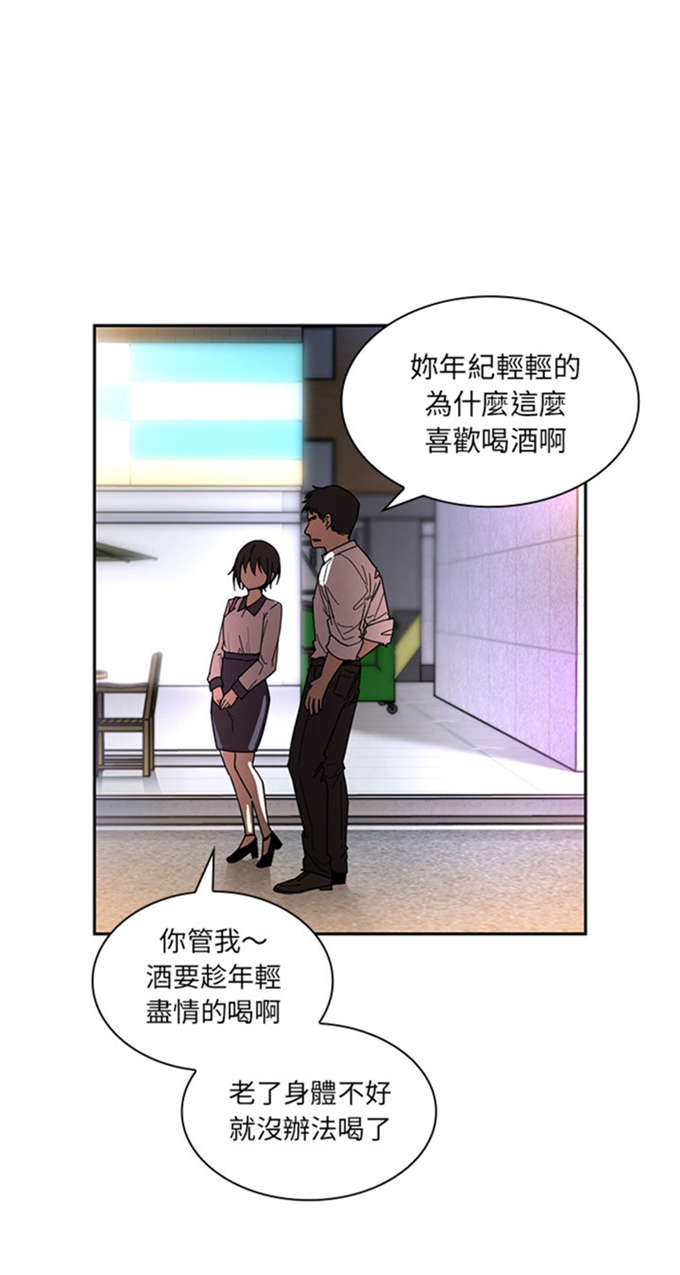 妳年紀輕輕的
為什麼這麼
喜歡喝酒啊
你管我～
酒要趁年輕
盡情的喝啊
老了身體不好
就沒辦法喝了